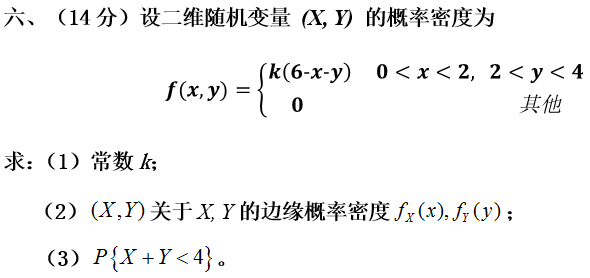 六、（14分）设二维随机变量 (X, Y) 的概率密度为
f(x, y) = { k(6-x-y)   0 < x < 2, 2 < y < 4
0   其他
求：（1）常数 k;
（2）(X,Y) 关于 X, Y 的边缘概率密度 f_X(x), f_Y(y)；
（3）P{X+Y<4}。